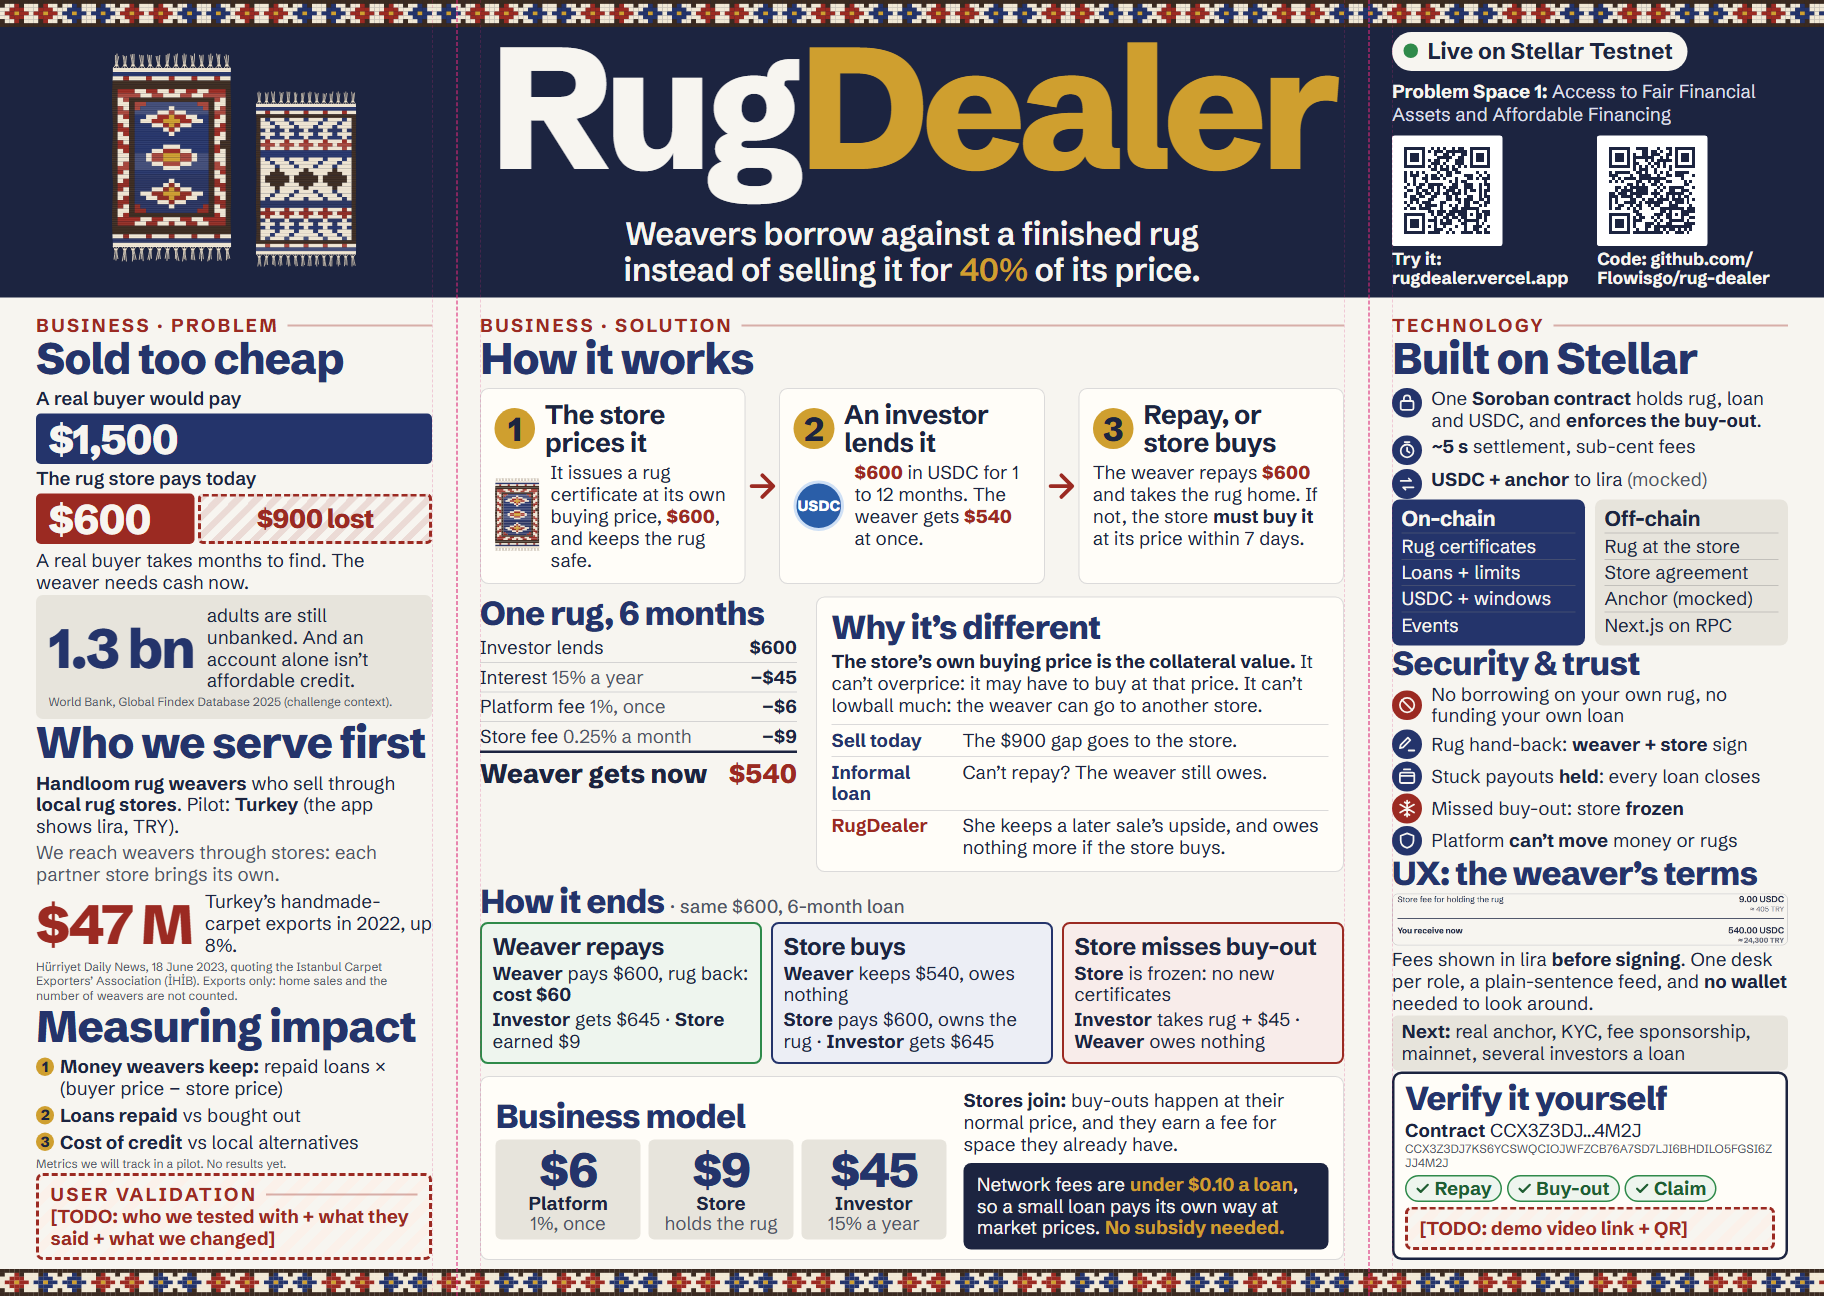 RugDealer
Weavers borrow against a finished rug
instead of selling it for 40% of its price.
Live on Stellar Testnet
Problem Space 1: Access to Fair Financial
Assets and Affordable Financing
Try it:
rugdealer.vercel.app
Code: github.com/
Flowisgo/rug-dealer
BUSINESS · PROBLEM
Sold too cheap
A real buyer would pay
$1,500
The rug store pays today
$600
$900 lost
A real buyer takes months to find. The
weaver needs cash now.
1.3 bn
adults are still
unbanked. And an
account alone isn’t
affordable credit.
World Bank, Global Findex Database 2025 (challenge context).
Who we serve first
Handloom rug weavers who sell through
local rug stores. Pilot: Turkey (the app
shows lira, TRY).
We reach weavers through stores: each
partner store brings its own.
$47 M
Turkey’s handmade-
carpet exports in 2022, up
8%.
Hürriyet Daily News, 18 June 2023, quoting the Istanbul Carpet
Exporters’ Association (İHİB). Exports only: home sales and the
number of weavers are not counted.
Measuring impact
1 Money weavers keep: repaid loans ×
(buyer price − store price)
2 Loans repaid vs bought out
3 Cost of credit vs local alternatives
Metrics we will track in a pilot. No results yet.
USER VALIDATION
[TODO: who we tested with + what they
said + what we changed]
BUSINESS · SOLUTION
How it works
1
The store
prices it
It issues a rug
certificate at its own
buying price, $600,
and keeps the rug
safe.
2
An investor
lends it
USDC
$600 in USDC for 1
to 12 months. The
weaver gets $540
at once.
3
Repay, or
store buys
The weaver repays $600
and takes the rug home. If
not, the store must buy it
at its price within 7 days.
One rug, 6 months
Investor lends $600
Interest 15% a year −$45
Platform fee 1%, once −$6
Store fee 0.25% a month −$9
Weaver gets now $540
Why it’s different
The store’s own buying price is the collateral value. It
can’t overprice: it may have to buy at that price. It can’t
lowball much: the weaver can go to another store.
Sell today The $900 gap goes to the store.
Informal
loan
Can’t repay? The weaver still owes.
RugDealer
She keeps a later sale’s upside, and owes
nothing more if the store buys.
How it ends · same $600, 6-month loan
Weaver repays
Weaver pays $600, rug back:
cost $60
Investor gets $645 · Store
earned $9
Store buys
Weaver keeps $540, owes
nothing
Store pays $600, owns the
rug · Investor gets $645
Store misses buy-out
Store is frozen: no new
certificates
Investor takes rug + $45 ·
Weaver owes nothing
Business model
$6
Platform
1%, once
$9
Store
holds the rug
$45
Investor
15% a year
Stores join: buy-outs happen at their
normal price, and they earn a fee for
space they already have.
Network fees are under $0.10 a loan,
so a small loan pays its own way at
market prices. No subsidy needed.
TECHNOLOGY
Built on Stellar
One Soroban contract holds rug, loan
and USDC, and enforces the buy-out.
~5 s settlement, sub-cent fees
USDC + anchor to lira (mocked)
On-chain
Rug certificates
Loans + limits
USDC + windows
Events
Off-chain
Rug at the store
Store agreement
Anchor (mocked)
Next.js on RPC
Security & trust
No borrowing on your own rug, no
funding your own loan
Rug hand-back: weaver + store sign
Stuck payouts held: every loan closes
Missed buy-out: store frozen
Platform can’t move money or rugs
UX: the weaver’s terms
Store fee for holding the rug 9.00 USDC
≈ 405 TRY
You receive now 540.00 USDC
≈ 24,300 TRY
Fees shown in lira before signing. One desk
per role, a plain-sentence feed, and no wallet
needed to look around.
Next: real anchor, KYC, fee sponsorship,
mainnet, several investors a loan
Verify it yourself
Contract CCX3Z3DJ…4M2J
CCX3Z3DJ7KS6YCSWQCIOJWFZCB76A7SD7LJI6BHDILO5FGSI6Z
JJ4M2J
✓ Repay ✓ Buy-out ✓ Claim
[TODO: demo video link + QR]